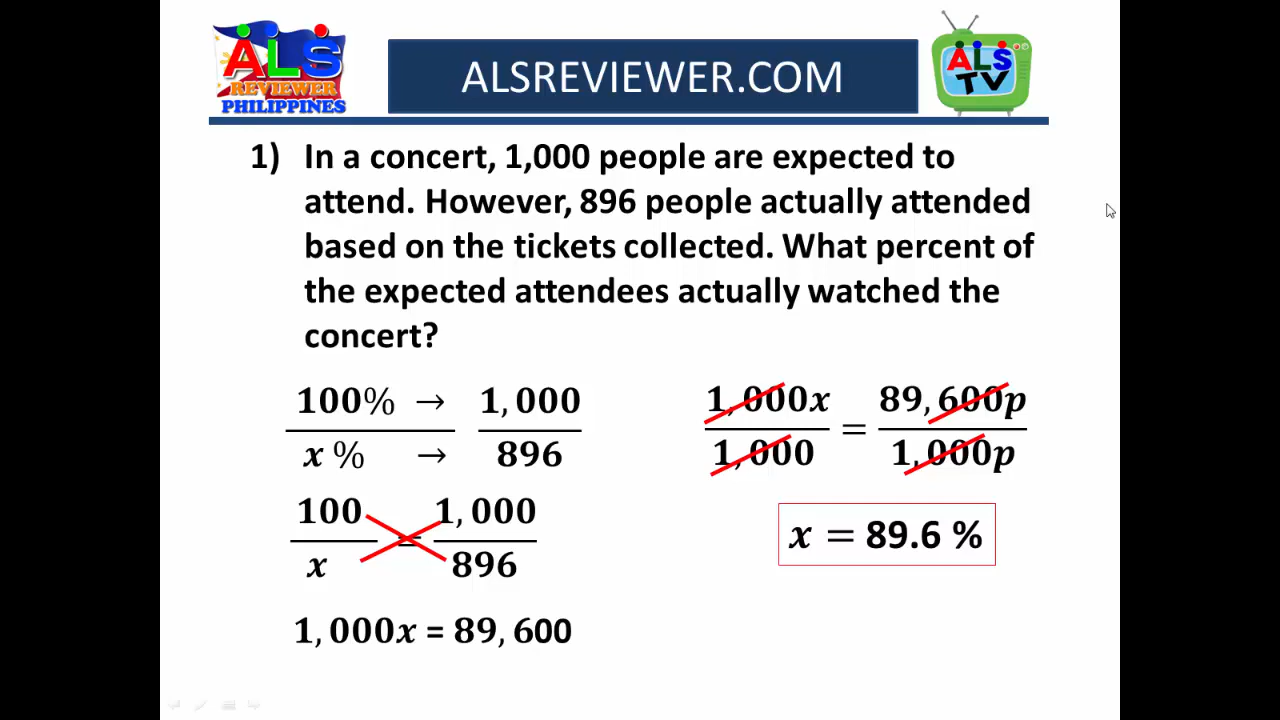 ALS
REVIEWER
PHILIPPINES
ALSREVIEWER.COM
ALS
TV
1) In a concert, 1,000 people are expected to
attend. However, 896 people actually attended
based on the tickets collected. What percent of
the expected attendees actually watched the
concert?
100% → 1,000
x % → 896
100 = 1,000
x 896
1,000x = 89,600
1,000x = 89,600p
1,000 1,000p
x = 89.6 %